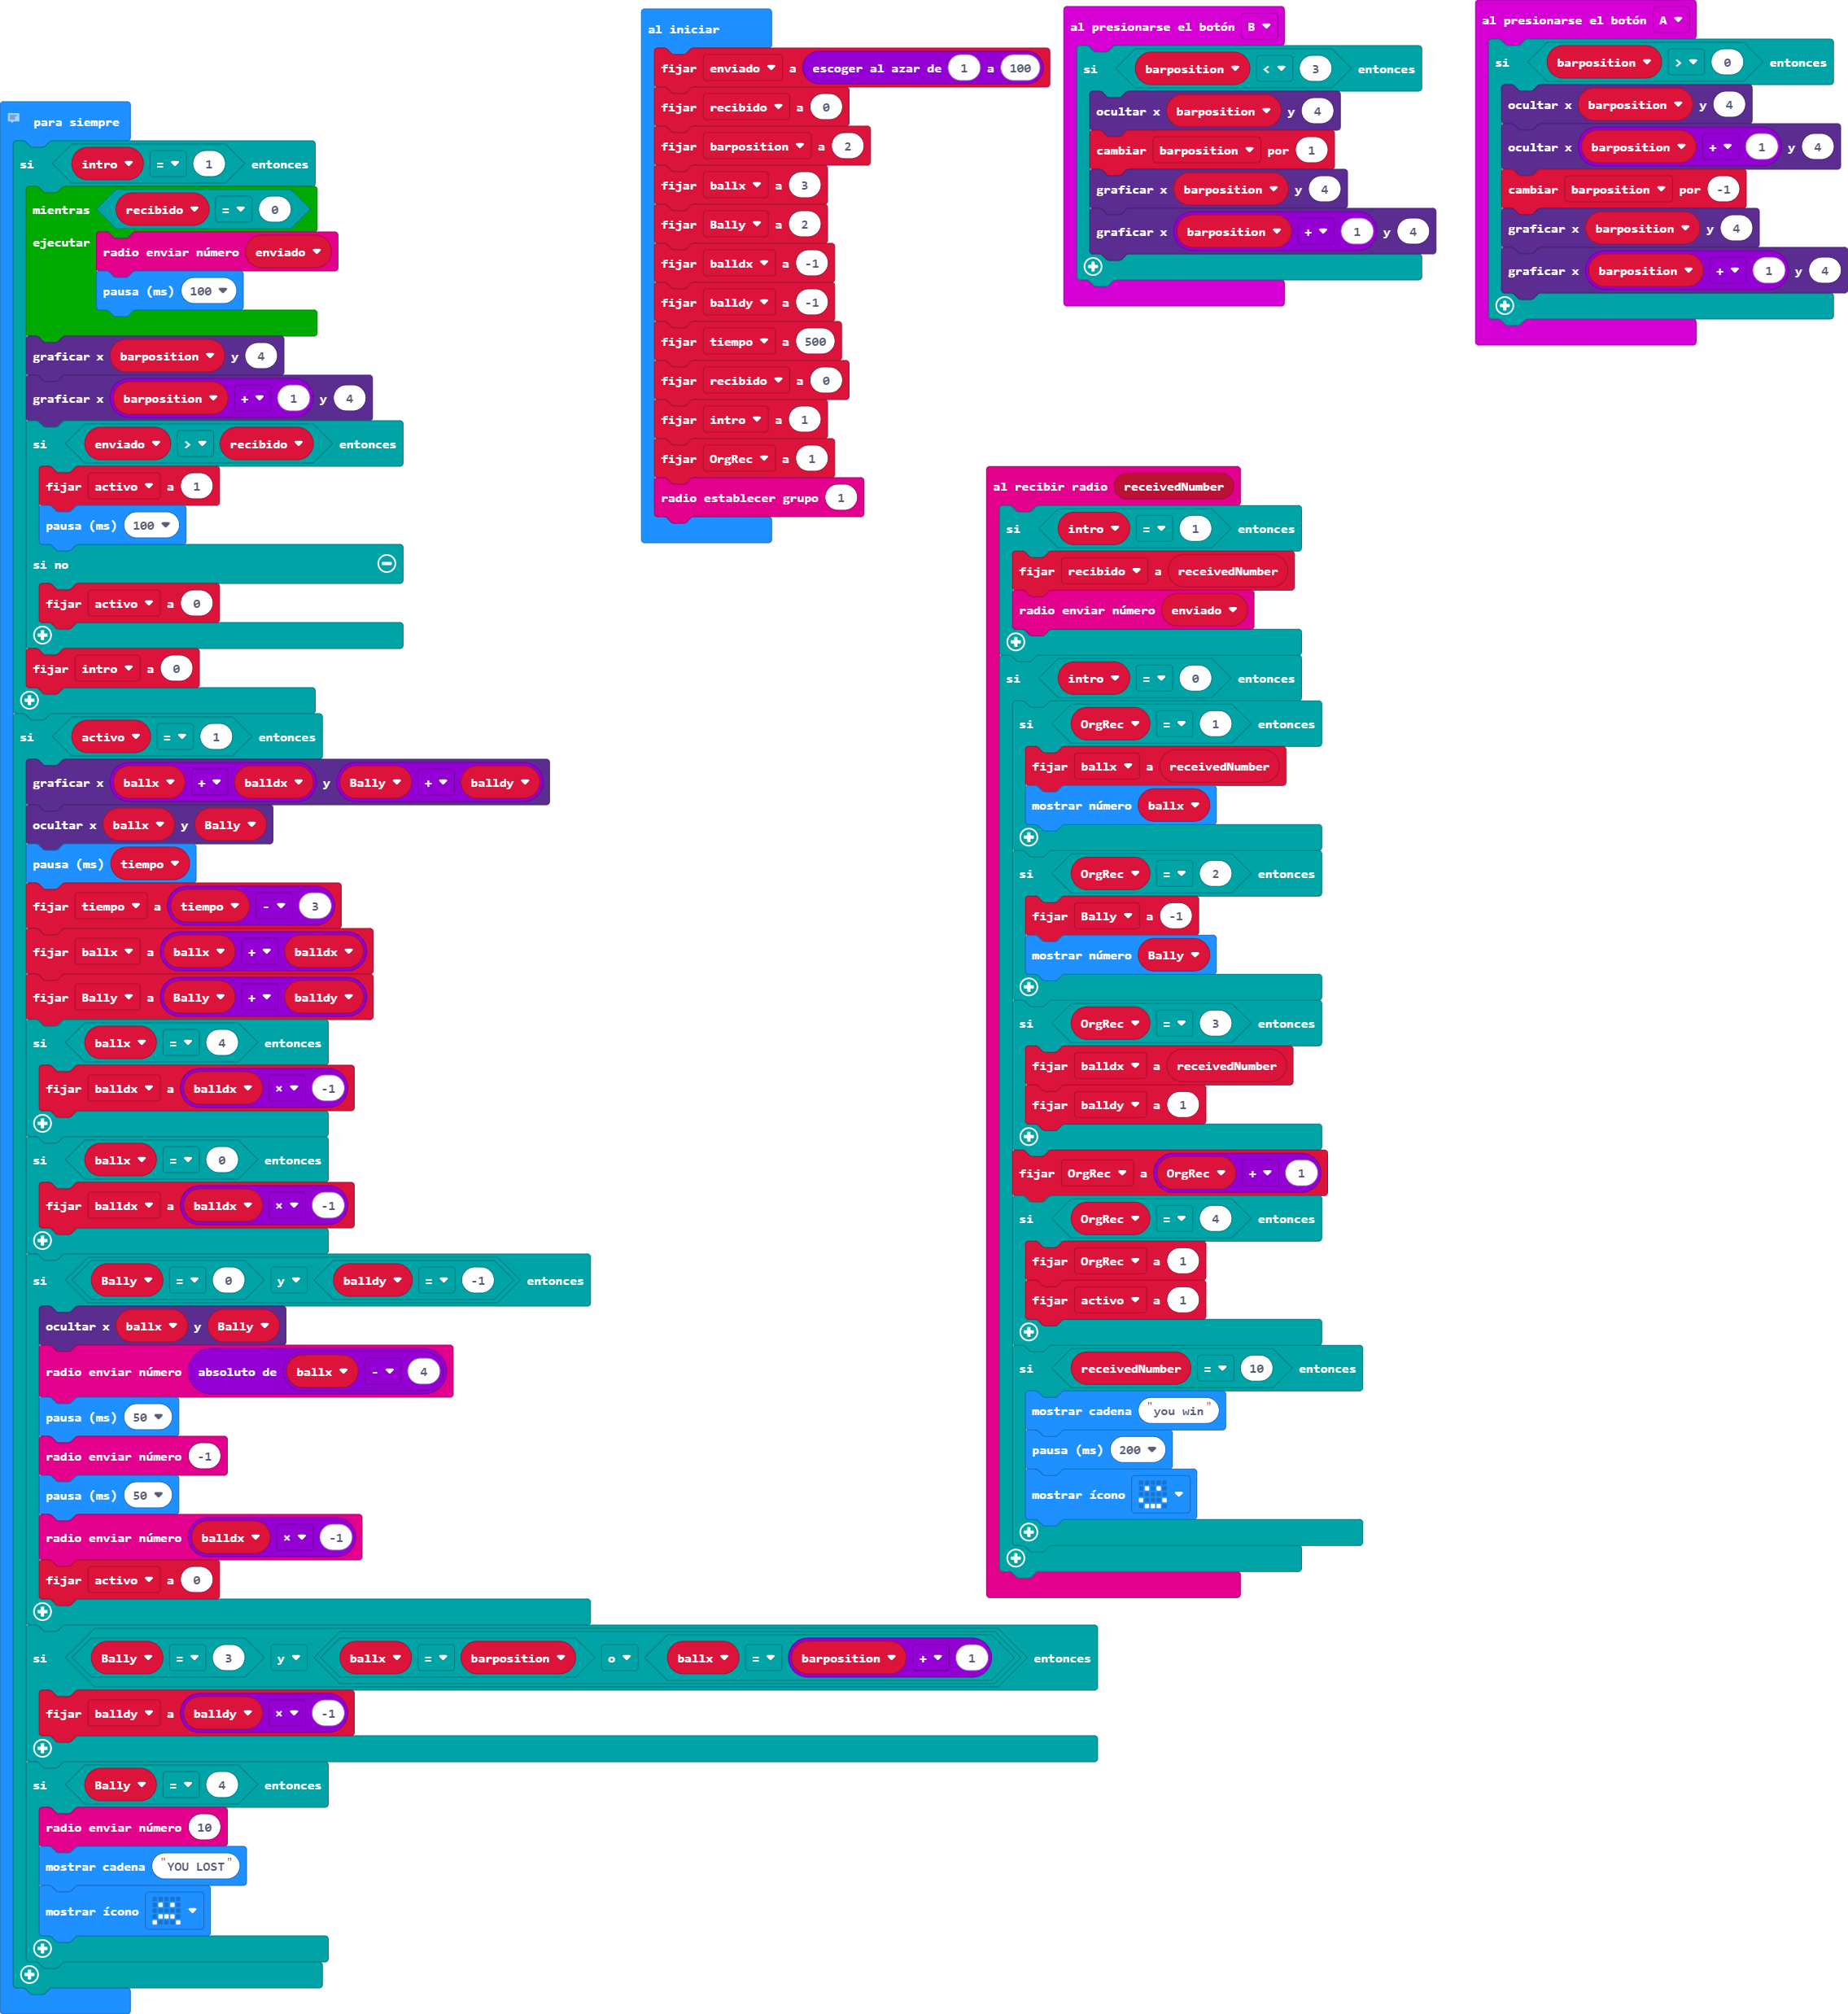 para siempre
si intro = 1 entonces
mientras recibido = 0
ejecutar
radio enviar número enviado
pausa (ms) 100
graficar x barposition y 4
graficar x barposition + 1 y 4
si enviado > recibido entonces
fijar activo a 1
pausa (ms) 100
si no
fijar activo a 0
fijar intro a 0
si activo = 1 entonces
graficar x ballx + balldx y Bally + balldy
ocultar x ballx y Bally
pausa (ms) tiempo
fijar tiempo a tiempo - 3
fijar ballx a ballx + balldx
fijar Bally a Bally + balldy
si ballx = 4 entonces
fijar balldx a balldx × -1
si ballx = 0 entonces
fijar balldx a balldx × -1
si Bally = 0 y balldy = -1 entonces
ocultar x ballx y Bally
radio enviar número absoluto de ballx - 4
pausa (ms) 50
radio enviar número -1
pausa (ms) 50
radio enviar número balldx × -1
fijar activo a 0
si Bally = 3 y ballx = barposition o ballx = barposition + 1 entonces
fijar balldy a balldy × -1
si Bally = 4 entonces
radio enviar número 10
mostrar cadena "YOU LOST"
mostrar ícono
al iniciar
fijar enviado a escoger al azar de 1 a 100
fijar recibido a 0
fijar barposition a 2
fijar ballx a 3
fijar Bally a 2
fijar balldx a -1
fijar balldy a -1
fijar tiempo a 500
fijar recibido a 0
fijar intro a 1
fijar OrgRec a 1
radio establecer grupo 1
al presionarse el botón B
si barposition < 3 entonces
ocultar x barposition y 4
cambiar barposition por 1
graficar x barposition y 4
graficar x barposition + 1 y 4
al presionarse el botón A
si barposition > 0 entonces
ocultar x barposition y 4
ocultar x barposition + 1 y 4
cambiar barposition por -1
graficar x barposition y 4
graficar x barposition + 1 y 4
al recibir radio receivedNumber
si intro = 1 entonces
fijar recibido a receivedNumber
radio enviar número enviado
si intro = 0 entonces
si OrgRec = 1 entonces
fijar ballx a receivedNumber
mostrar número ballx
si OrgRec = 2 entonces
fijar Bally a -1
mostrar número Bally
si OrgRec = 3 entonces
fijar balldx a receivedNumber
fijar balldy a 1
fijar OrgRec a OrgRec + 1
si OrgRec = 4 entonces
fijar OrgRec a 1
fijar activo a 1
si receivedNumber = 10 entonces
mostrar cadena "you win"
pausa (ms) 200
mostrar ícono